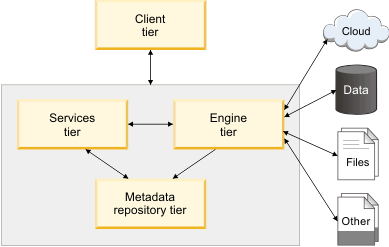 Client
tier
Cloud
Data
Services
tier
Engine
tier
Files
Metadata
repository tier
Other